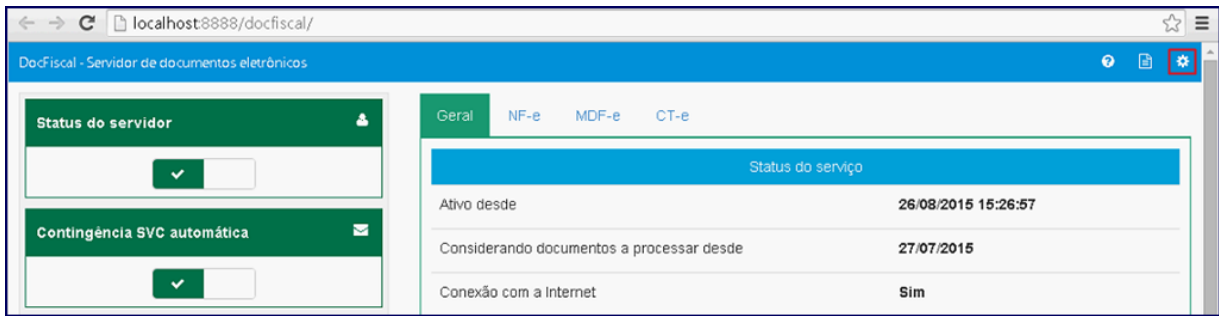 localhost:8888/docfiscal/
DocFiscal - Servidor de documentos eletrônicos
Status do servidor
Contingência SVC automática
Geral NF-e MDF-e CT-e
Status do serviço
Ativo desde 26/08/2015 15:26:57
Considerando documentos a processar desde 27/07/2015
Conexão com a Internet Sim